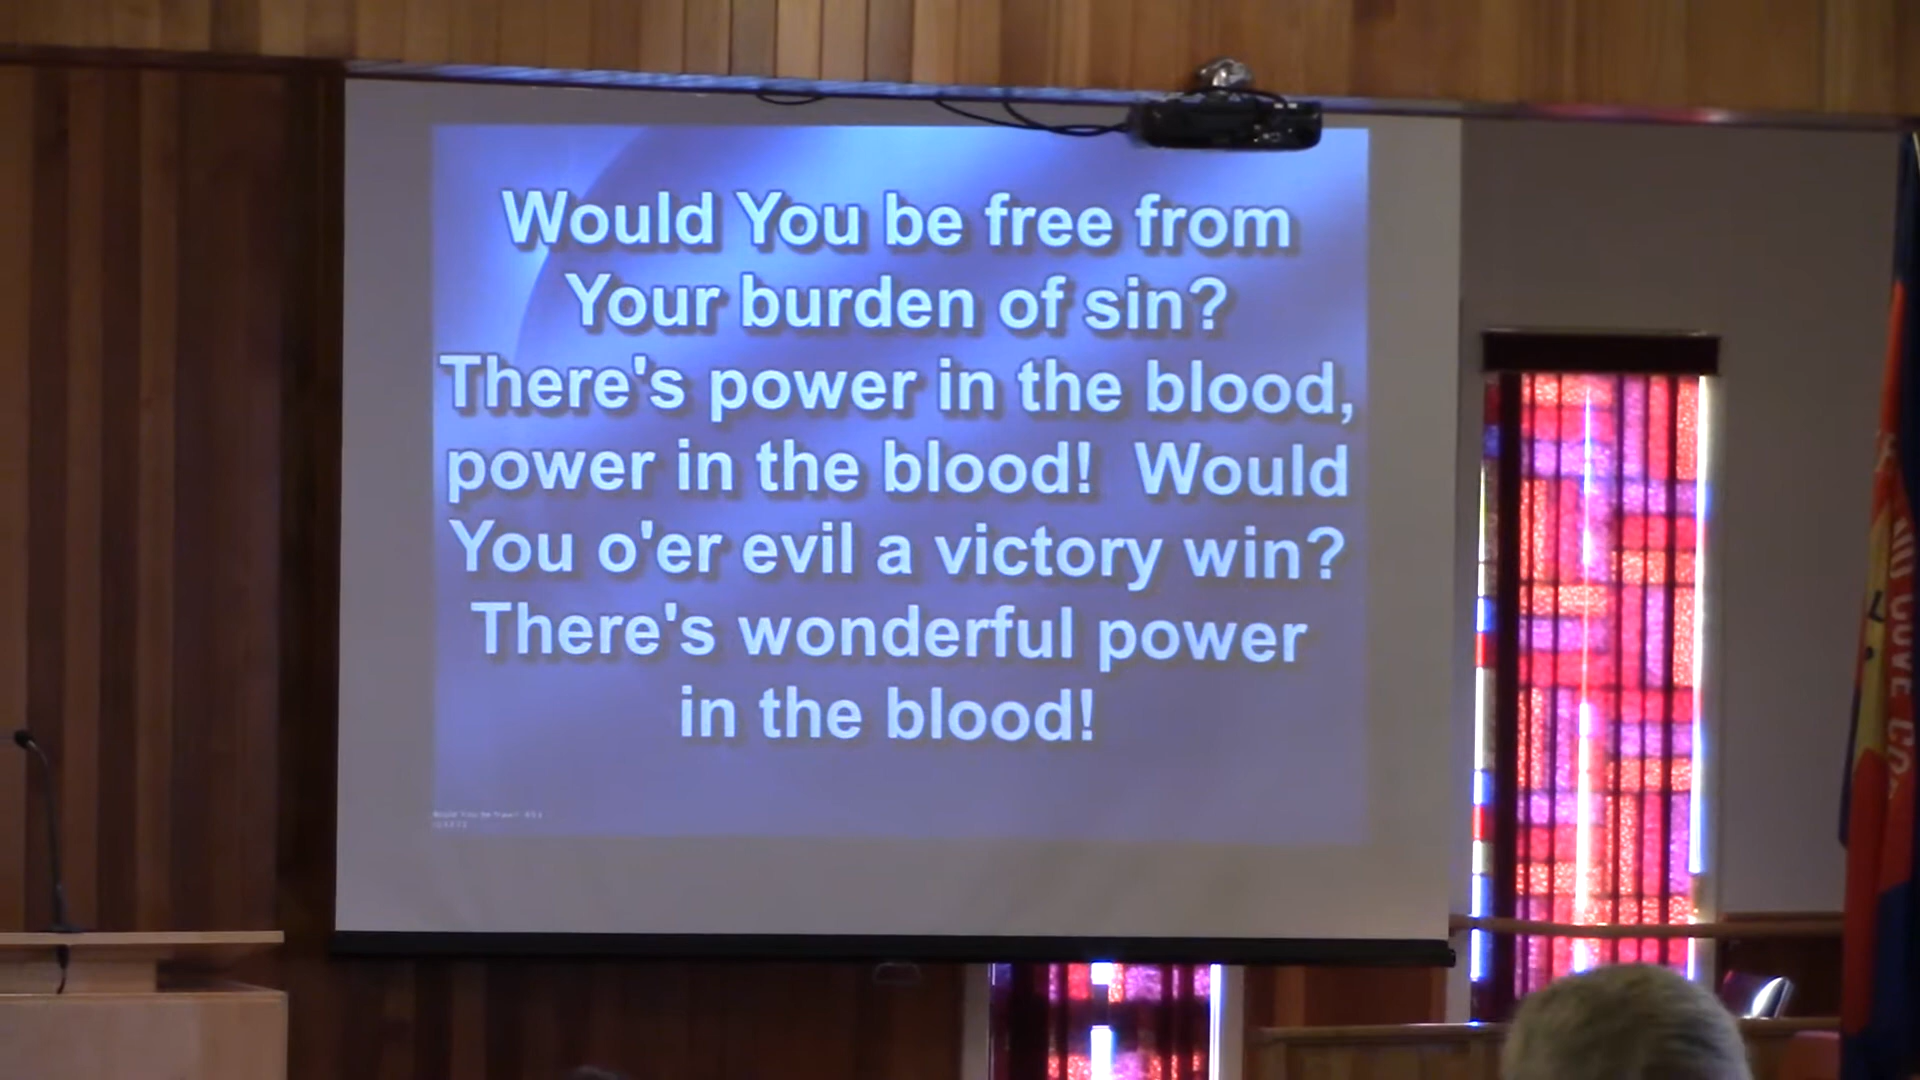 Would You be free from
Your burden of sin?
There's power in the blood,
power in the blood!  Would
You o'er evil a victory win?
There's wonderful power
in the blood!